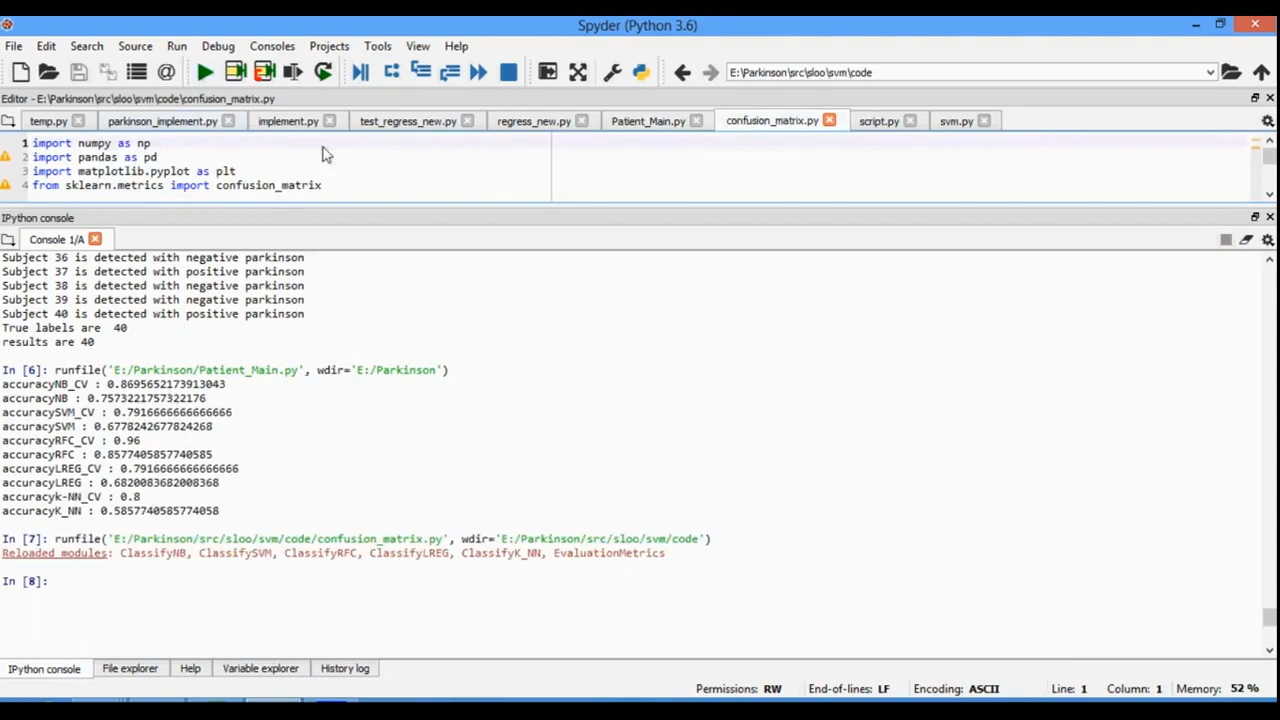 Spyder (Python 3.6)
File Edit Search Source Run Debug Consoles Projects Tools View Help
E:\Parkinson\src\sloo\svm\code
Editor - E:\Parkinson\src\sloo\svm\code\confusion_matrix.py
temp.py parkinson_implement.py implement.py test_regress_new.py regress_new.py Patient_Main.py confusion_matrix.py script.py svm.py
1 import numpy as np
2 import pandas as pd
3 import matplotlib.pyplot as plt
4 from sklearn.metrics import confusion_matrix
IPython console
Console 1/A
Subject 36 is detected with negative parkinson
Subject 37 is detected with positive parkinson
Subject 38 is detected with negative parkinson
Subject 39 is detected with negative parkinson
Subject 40 is detected with positive parkinson
True labels are  40
results are 40
In [6]: runfile('E:/Parkinson/Patient_Main.py', wdir='E:/Parkinson')
accuracyNB_CV : 0.8695652173913043
accuracyNB : 0.7573221757322176
accuracySVM_CV : 0.7916666666666666
accuracySVM : 0.6778242677824268
accuracyRFC_CV : 0.96
accuracyRFC : 0.8577405857740585
accuracyLREG_CV : 0.7916666666666666
accuracyLREG : 0.6820083682008368
accuracyk-NN_CV : 0.8
accuracyK_NN : 0.5857740585774058
In [7]: runfile('E:/Parkinson/src/sloo/svm/code/confusion_matrix.py', wdir='E:/Parkinson/src/sloo/svm/code')
Reloaded modules: ClassifyNB, ClassifySVM, ClassifyRFC, ClassifyLREG, ClassifyK_NN, EvaluationMetrics
In [8]:
IPython console File explorer Help Variable explorer History log
Permissions: RW End-of-lines: LF Encoding: ASCII Line: 1 Column: 1 Memory: 52 %